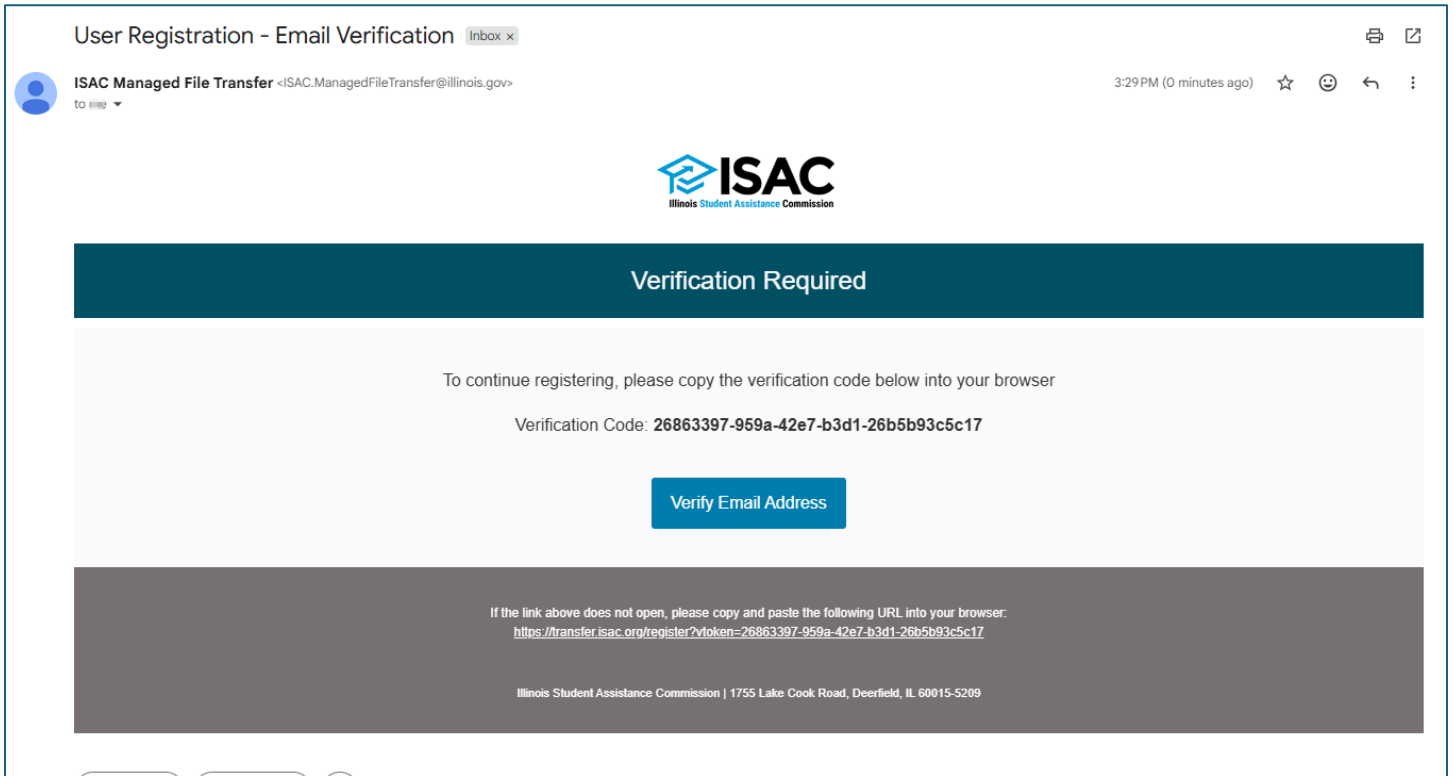 User Registration - Email Verification Inbox x
ISAC Managed File Transfer <ISAC.ManagedFileTransfer@illinois.gov> 3:29 PM (0 minutes ago)
to
ISAC
Illinois Student Assistance Commission
Verification Required
To continue registering, please copy the verification code below into your browser
Verification Code: 26863397-959a-42e7-b3d1-26b5b93c5c17
Verify Email Address
If the link above does not open, please copy and paste the following URL into your browser:
https://transfer.isac.org/register?vtoken=26863397-959a-42e7-b3d1-26b5b93c5c17
Illinois Student Assistance Commission | 1755 Lake Cook Road, Deerfield, IL 60015-5209